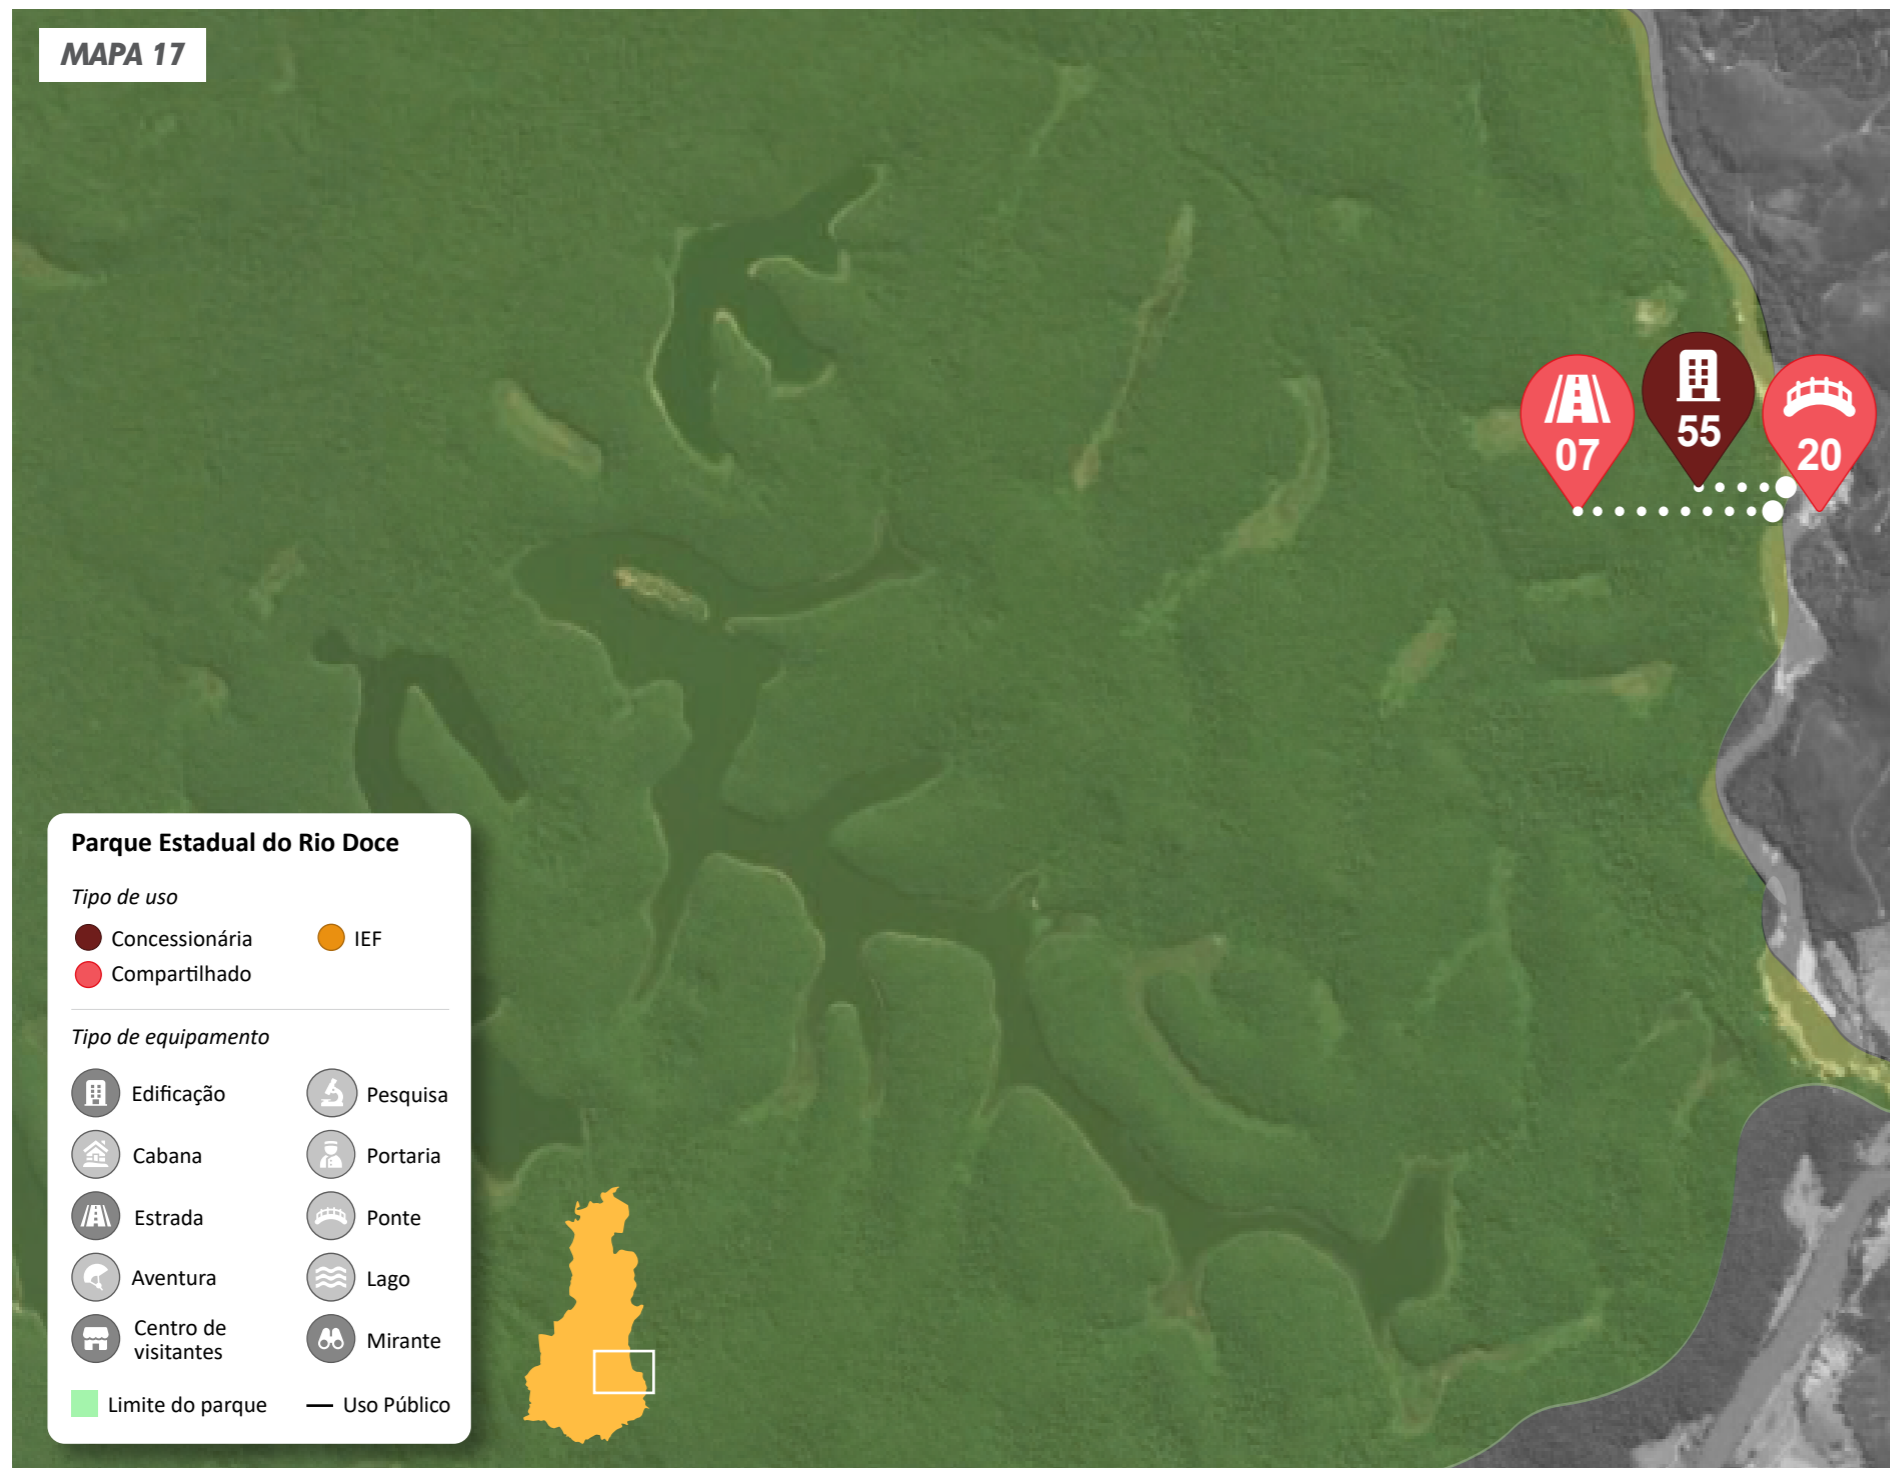 MAPA 17
07
55
20
Parque Estadual do Rio Doce
Tipo de uso
Concessionária
IEF
Compartilhado
Tipo de equipamento
Edificação
Pesquisa
Cabana
Portaria
Estrada
Ponte
Aventura
Lago
Centro de
visitantes
Mirante
Limite do parque
Uso Público